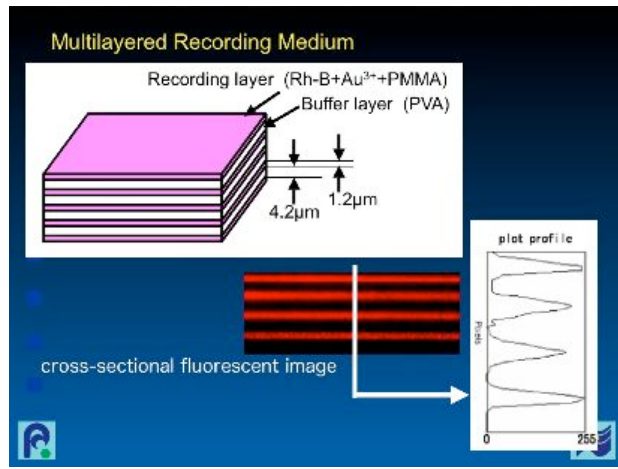 Multilayered Recording Medium
Recording layer (Rh-B+Au³⁺+PMMA)
Buffer layer (PVA)
4.2μm
1.2μm
plot profile
Pixels
0
255
cross-sectional fluorescent image